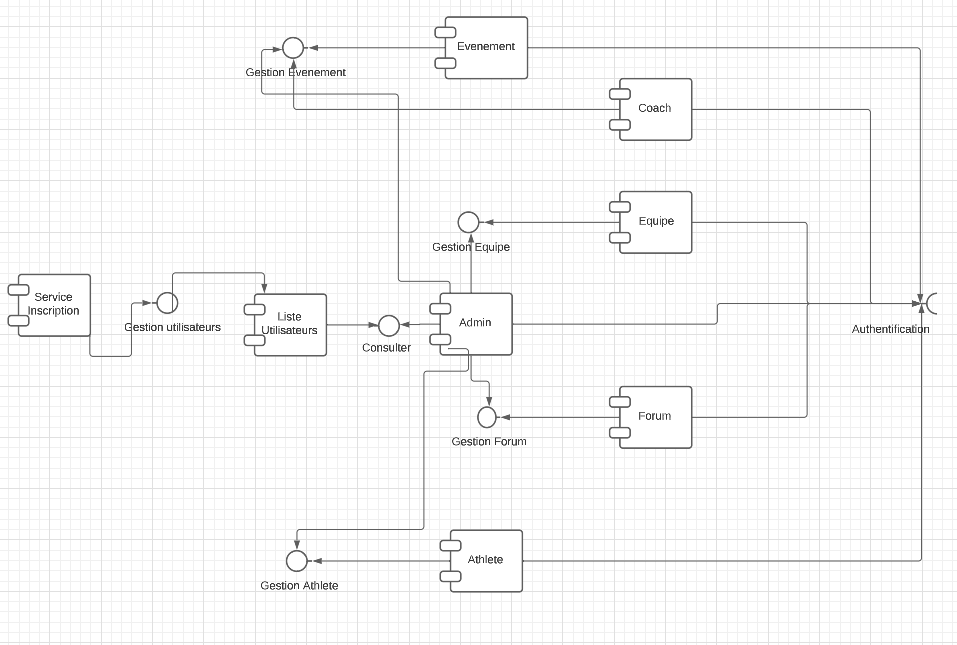 Evenement
Gestion Evenement
Coach
Equipe
Gestion Equipe
Service
Inscription
Gestion utilisateurs
Liste
Utilisateurs
Admin
Consulter
Authentification
Forum
Gestion Forum
Athlete
Gestion Athlete